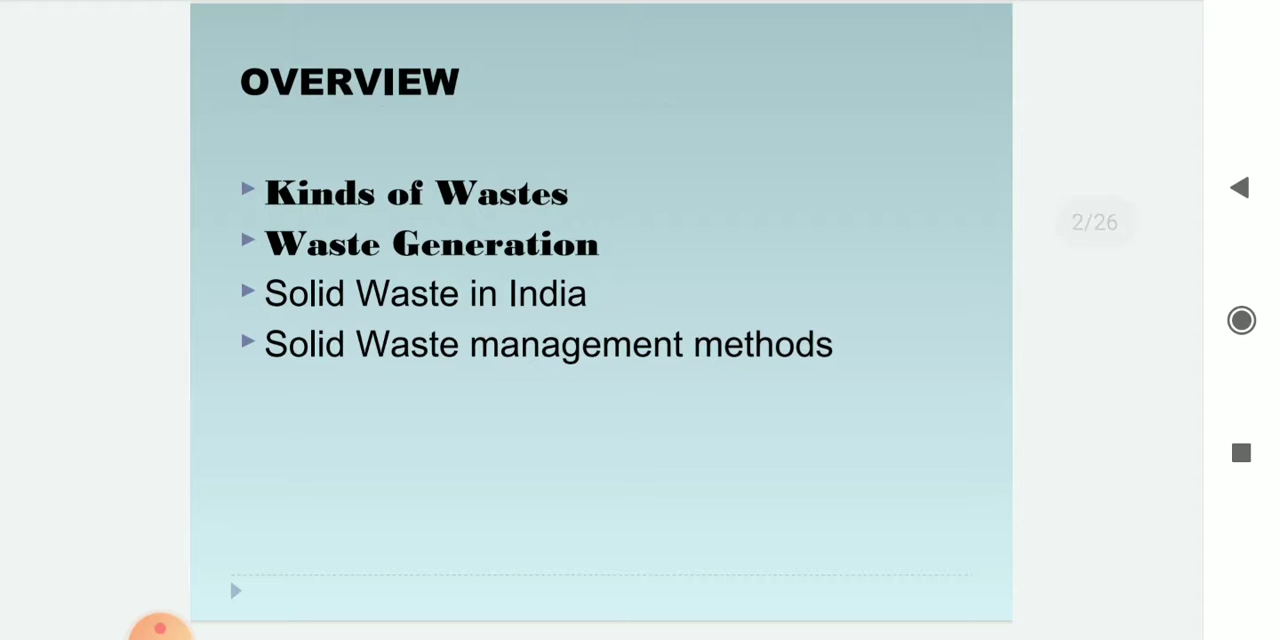 OVERVIEW
Kinds of Wastes
Waste Generation
Solid Waste in India
Solid Waste management methods
2/26